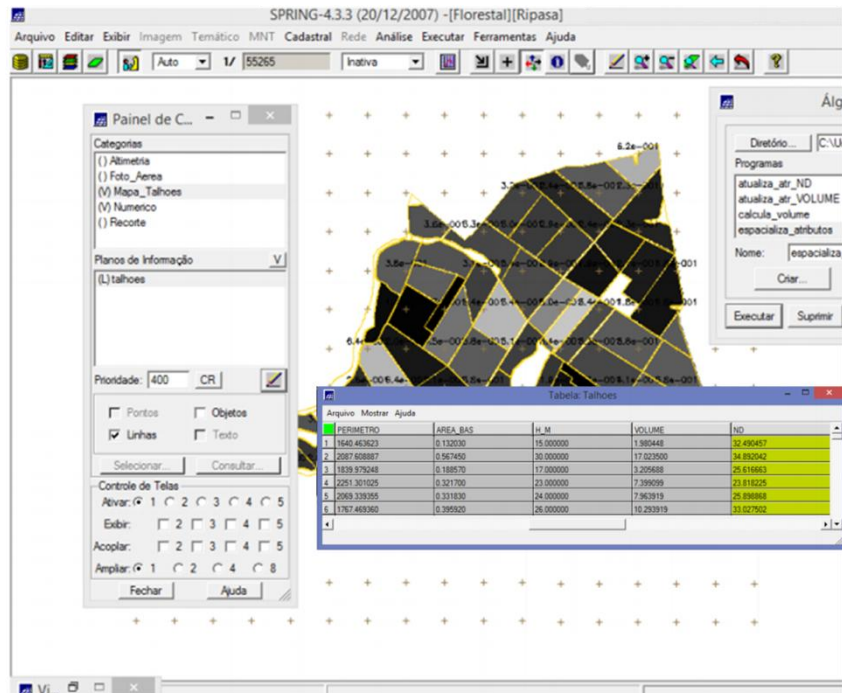 SPRING-4.3.3 (20/12/2007) -[Florestal][Ripasa]
Arquivo Editar Exibir Imagem Temático MNT Cadastral Rede Análise Executar Ferramentas Ajuda
Auto 1/ 55265 Inativa
Painel de C...
Categorias
( ) Altimetria
( ) Foto_Aerea
(V) Mapa_Talhoes
(V) Numerico
( ) Recorte
Planos de Informação V
(L) talhoes
Prioridade: 400 CR
Pontos Objetos
Linhas Texto
Selecionar... Consultar...
Controle de Telas
Ativar: 1 2 3 4 5
Exibir: 2 3 4 5
Acoplar: 2 3 4 5
Ampliar: 1 2 4 8
Fechar Ajuda
6.2e-001
Álg
Diretório... C:\U
Programas
atualiza_atr_ND
atualiza_atr_VOLUME
calcula_volume
espacializa_atributos
Nome: espacializa_
Criar...
Executar Suprimir
Tabela: Talhoes
Arquivo Mostrar Ajuda
PERIMETRO AREA_BAS H_M VOLUME ND
1 1640.463623 0.132030 15.000000 1.980448 32.490457
2 2087.608887 0.567450 30.000000 17.023500 34.892042
3 1839.979248 0.188570 17.000000 3.205688 25.616663
4 2251.301025 0.321700 23.000000 7.399099 23.818225
5 2069.339355 0.331830 24.000000 7.963919 25.898868
6 1767.469360 0.395920 26.000000 10.293919 33.027502
Vi...